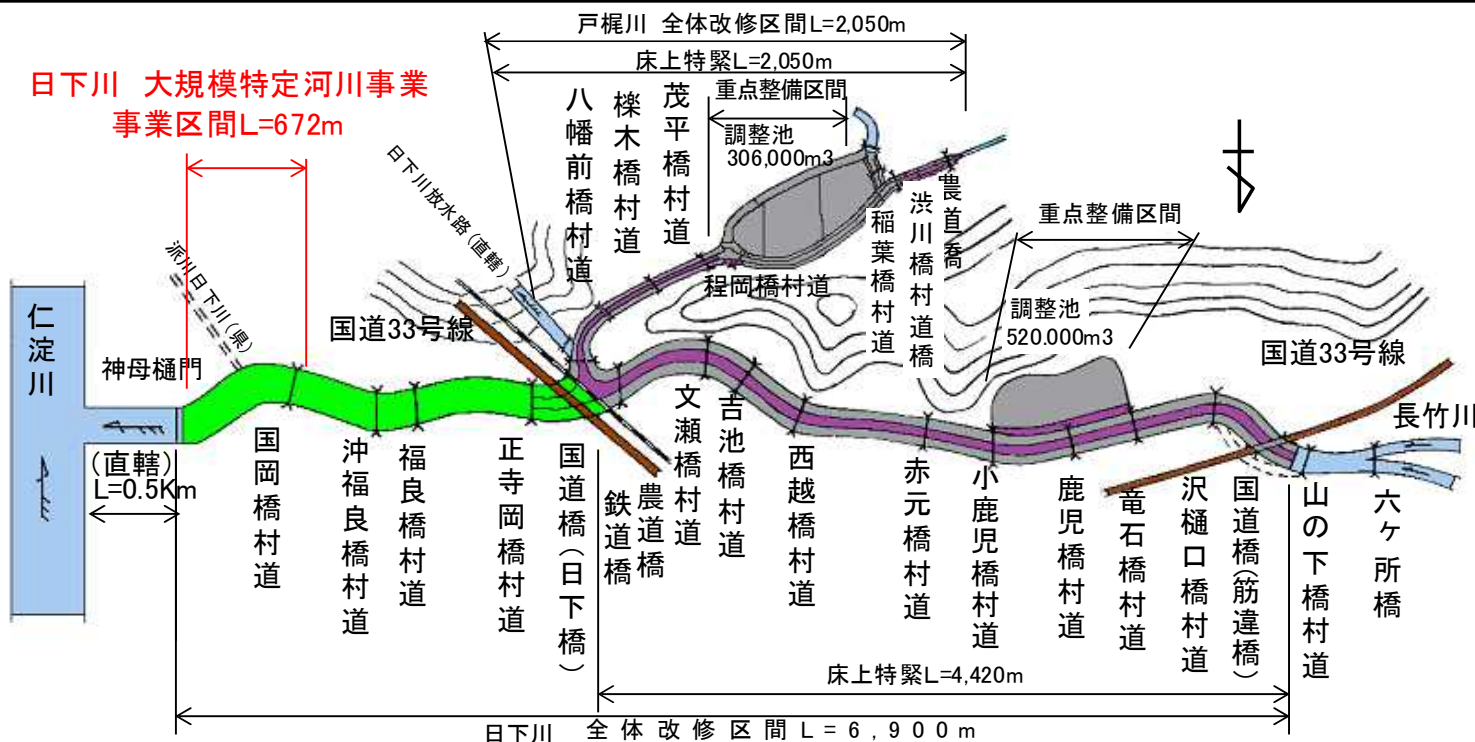 戸梶川 全体改修区間L=2,050m
床上特緊L=2,050m
日下川 大規模特定河川事業
事業区間L=672m
重点整備区間
調整池
306,000m3
八幡前橋村道
櫟木橋村道
茂平橋村道
日下川放水路(直轄)
派川日下川(県)
農道橋
渋川橋村道橋
稲葉橋村道
程岡橋村道
重点整備区間
調整池
520.000m3
国道33号線
国道33号線
仁淀川
神母樋門
長竹川
(直轄)
L=0.5Km
国岡橋村道
沖福良橋村道
福良橋村道
正寺岡橋村道
国道橋(日下橋)
鉄道橋
農道橋
文瀬橋村道
吉池橋村道
西越橋村道
赤元橋村道
小鹿児橋村道
鹿児橋村道
竜石橋村道
沢樋口橋村道
国道橋(筋違橋)
山の下橋村道
六ヶ所橋
床上特緊L=4,420m
日下川 全体改修区間L=6,900m